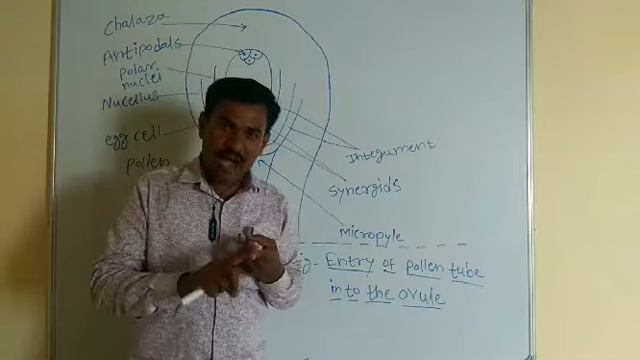 Chalaza
Antipodals
polar
nuclei
Nucellus
egg cell
pollen
Integument
synergids
Micropyle
Entry of pollen tube
into the ovule